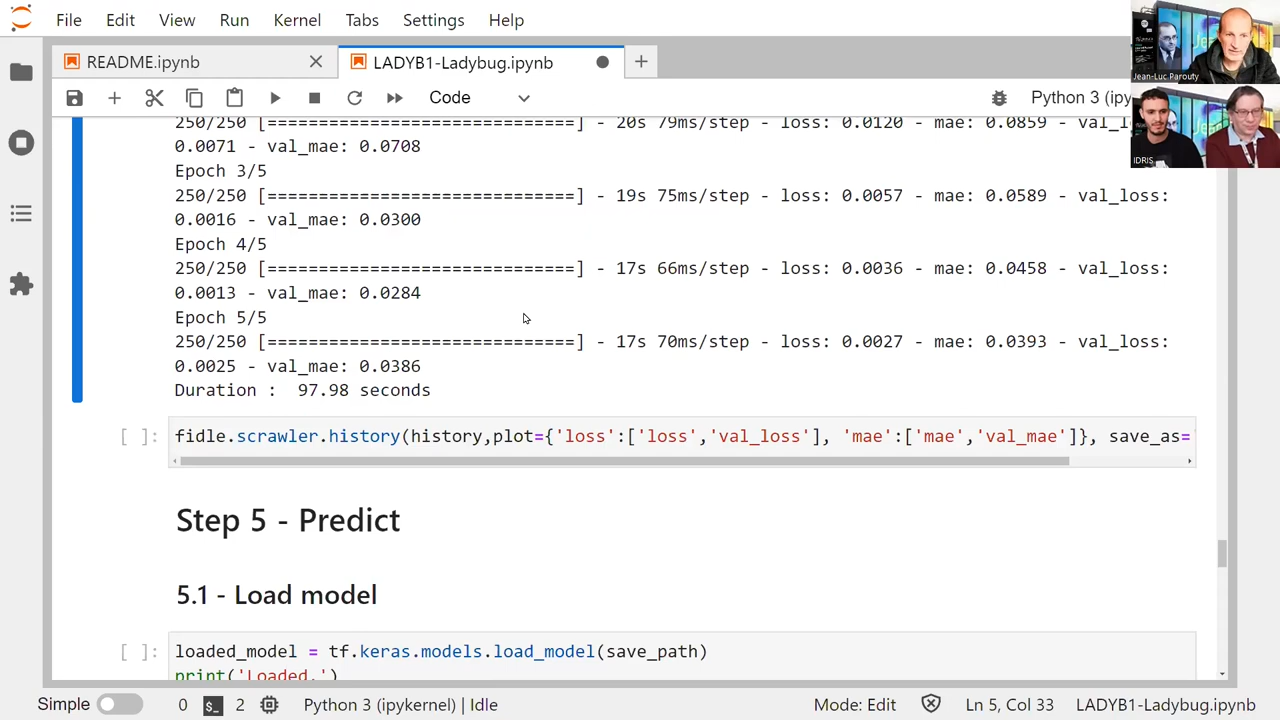 File Edit View Run Kernel Tabs Settings Help
README.ipynb
LADYB1-Ladybug.ipynb
Code
Python 3 (ipy
Jean-Luc Parouty
IDRIS
250/250 [==============================] - 20s 79ms/step - loss: 0.0120 - mae: 0.0859 - val_l
0.0071 - val_mae: 0.0708
Epoch 3/5
250/250 [==============================] - 19s 75ms/step - loss: 0.0057 - mae: 0.0589 - val_loss:
0.0016 - val_mae: 0.0300
Epoch 4/5
250/250 [==============================] - 17s 66ms/step - loss: 0.0036 - mae: 0.0458 - val_loss:
0.0013 - val_mae: 0.0284
Epoch 5/5
250/250 [==============================] - 17s 70ms/step - loss: 0.0027 - mae: 0.0393 - val_loss:
0.0025 - val_mae: 0.0386
Duration :  97.98 seconds
[ ]: fidle.scrawler.history(history,plot={'loss':['loss','val_loss'], 'mae':['mae','val_mae']}, save_as='
Step 5 - Predict
5.1 - Load model
[ ]: loaded_model = tf.keras.models.load_model(save_path)
print('Loaded.')
Simple 0 2 Python 3 (ipykernel) | Idle Mode: Edit Ln 5, Col 33 LADYB1-Ladybug.ipynb